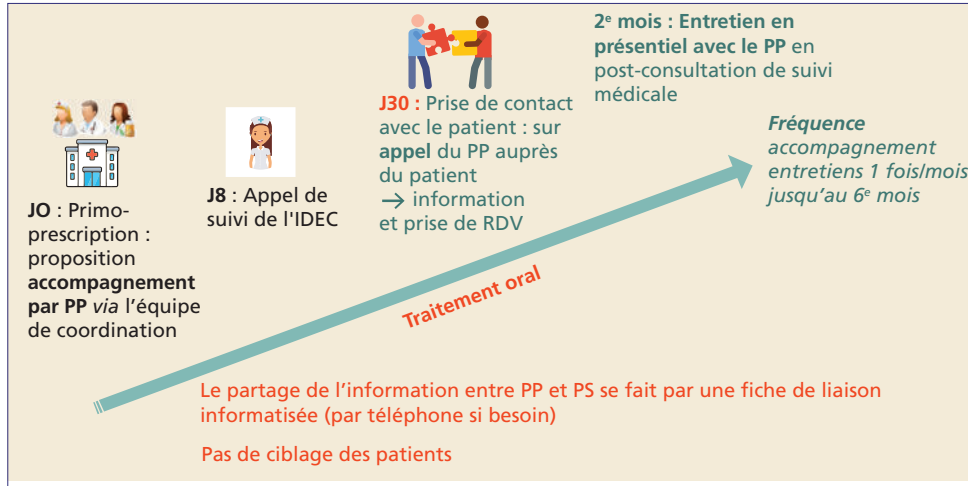 JO : Primo-
prescription :
proposition
accompagnement
par PP via l’équipe
de coordination
J8 : Appel de
suivi de l'IDEC
J30 : Prise de contact
avec le patient : sur
appel du PP auprès
du patient
→ information
et prise de RDV
2e mois : Entretien en
présentiel avec le PP en
post-consultation de suivi
médicale
Fréquence
accompagnement
entretiens 1 fois/mois
jusqu’au 6e mois
Traitement oral
Le partage de l’information entre PP et PS se fait par une fiche de liaison
informatisée (par téléphone si besoin)
Pas de ciblage des patients